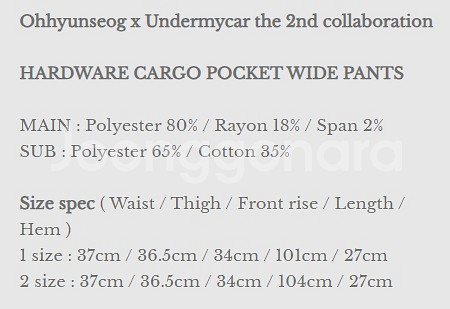 Ohhyunseog x Undermycar the 2nd collaboration
HARDWARE CARGO POCKET WIDE PANTS
MAIN : Polyester 80% / Rayon 18% / Span 2%
SUB : Polyester 65% / Cotton 35%
Joonggonara
Size spec ( Waist / Thigh / Front rise / Length /
Hem )
1 size : 37cm / 36.5cm / 34cm / 101cm / 27cm
2 size : 37cm / 36.5cm / 34cm / 104cm / 27cm